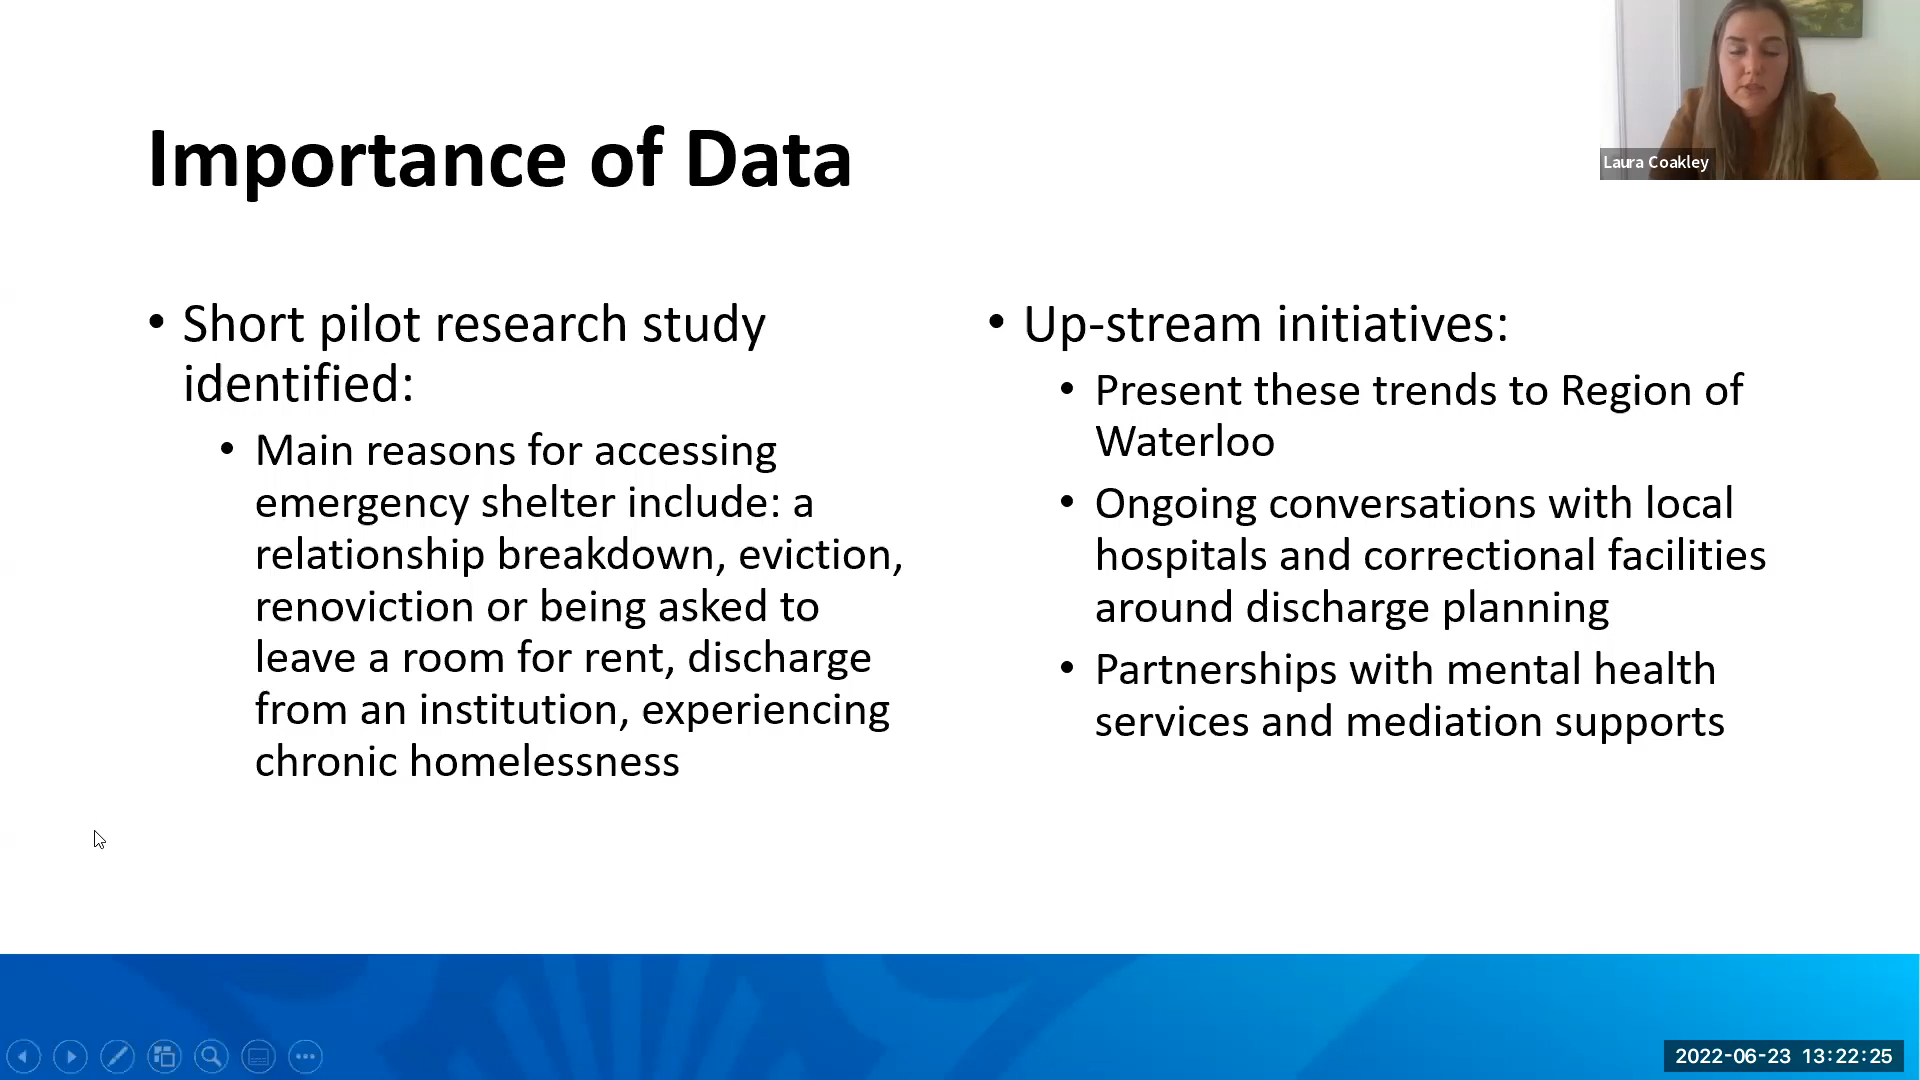 Importance of Data
• Short pilot research study
identified:
• Main reasons for accessing
emergency shelter include: a
relationship breakdown, eviction,
renoviction or being asked to
leave a room for rent, discharge
from an institution, experiencing
chronic homelessness
• Up-stream initiatives:
• Present these trends to Region of
Waterloo
• Ongoing conversations with local
hospitals and correctional facilities
around discharge planning
• Partnerships with mental health
services and mediation supports
Laura Coakley
2022-06-23 13:22:25